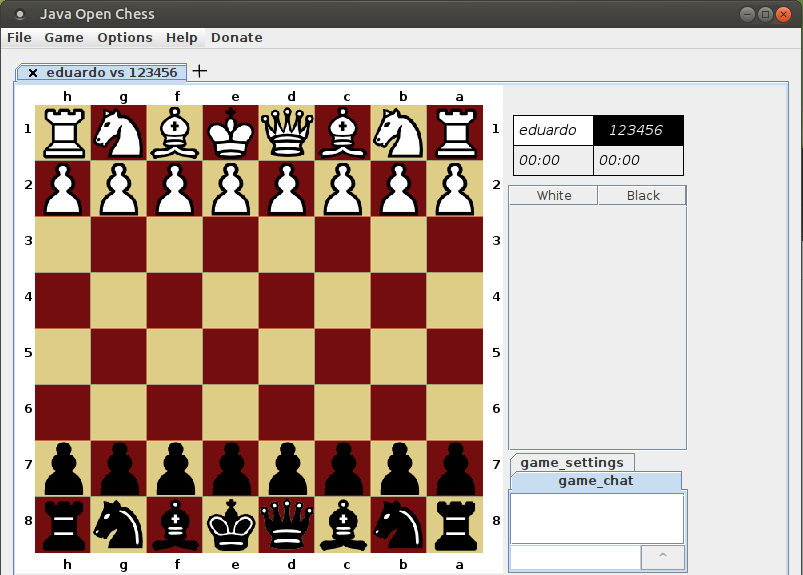 Java Open Chess
File Game Options Help Donate
eduardo vs 123456
h g f e d c b a
1 1
eduardo 123456
00:00 00:00
2 2
White Black
3 3
4 4
5 5
6 6
7 7
game_settings
game_chat
8 8
h g f e d c b a